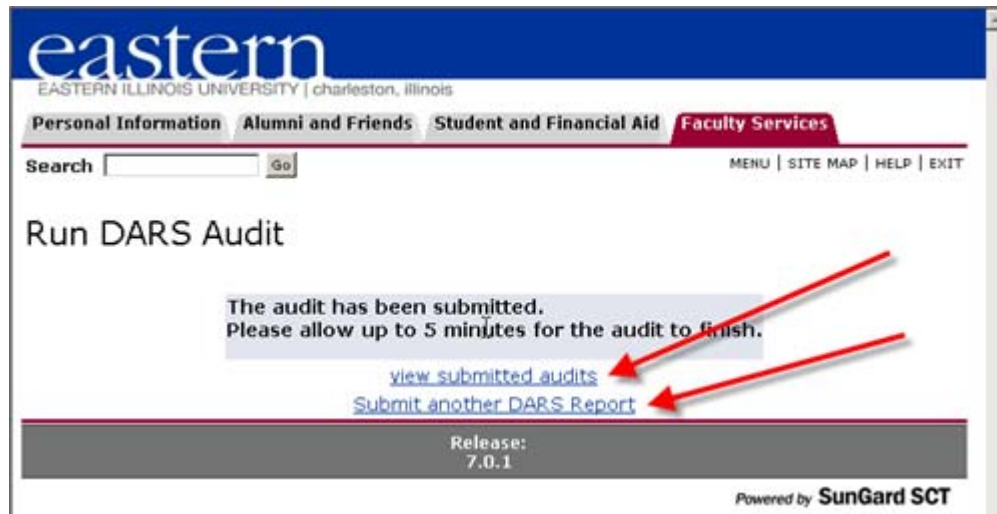 eastern
EASTERN ILLINOIS UNIVERSITY | charleston, illinois
Personal Information Alumni and Friends Student and Financial Aid Faculty Services
Search Go MENU | SITE MAP | HELP | EXIT
Run DARS Audit
The audit has been submitted.
Please allow up to 5 minutes for the audit to finish.
view submitted audits
Submit another DARS Report
Release:
7.0.1
Powered by SunGard SCT